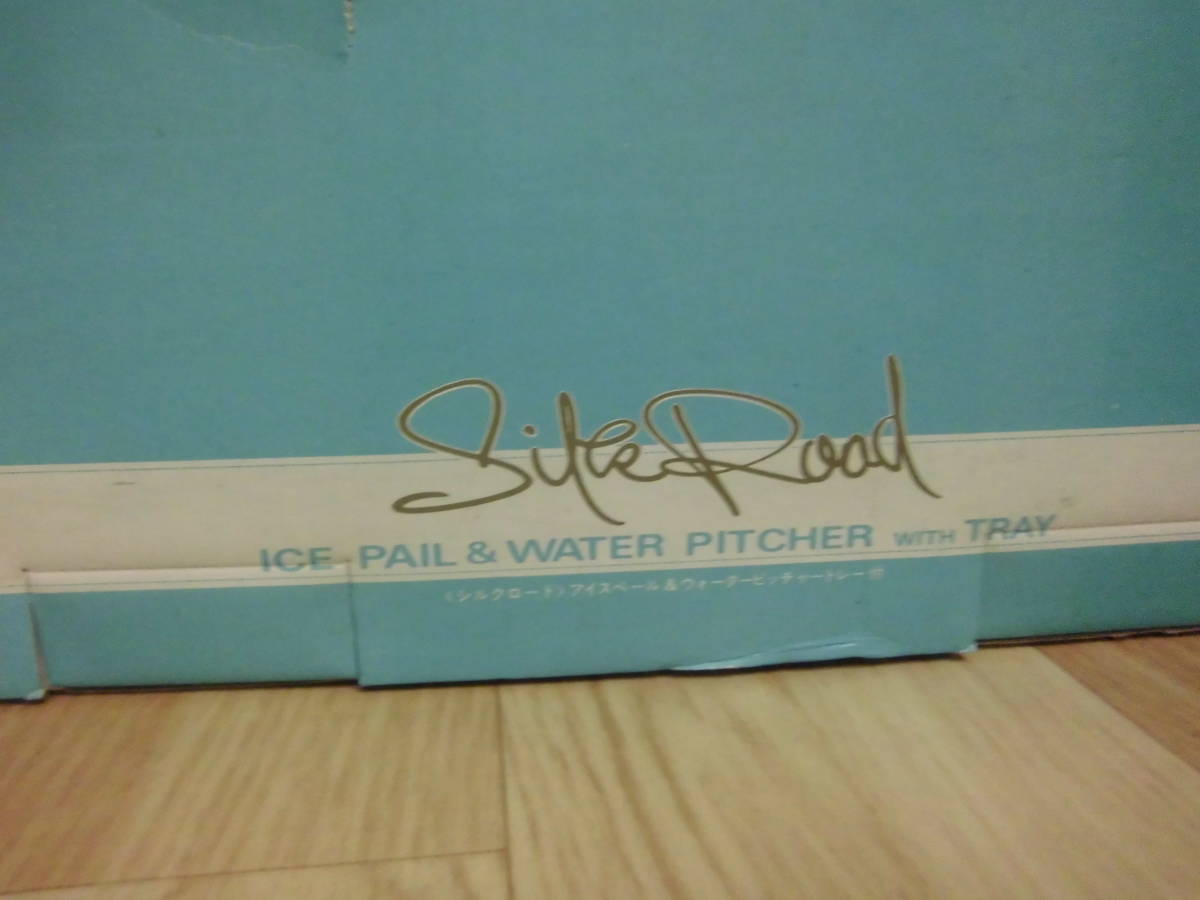 Silk Road
ICE PAIL & WATER PITCHER WITH TRAY
〈シルクロード〉アイスペール&ウォーターピッチャートレー付